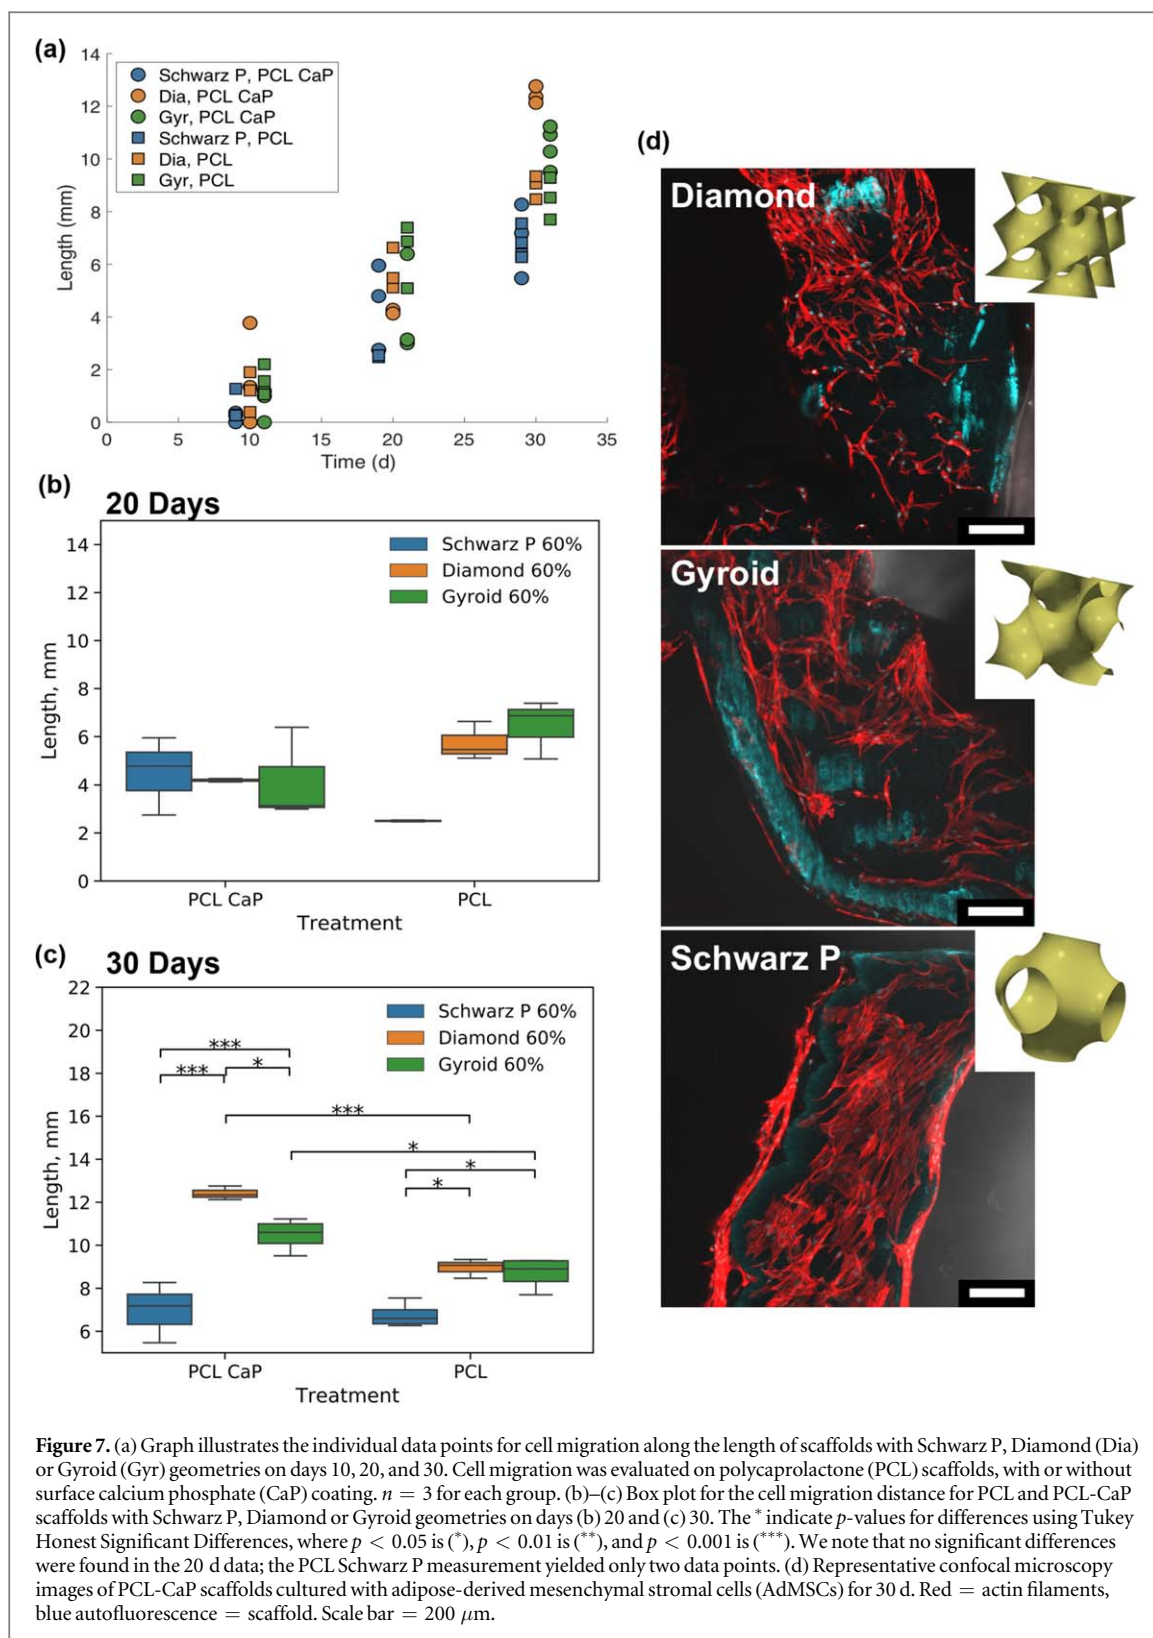 (a)
14
12
10
8
6
4
2
0
Length (mm)
Schwarz P, PCL CaP
Dia, PCL CaP
Gyr, PCL CaP
Schwarz P, PCL
Dia, PCL
Gyr, PCL
0 5 10 15 20 25 30 35
Time (d)
(b) 20 Days
14
12
10
8
6
4
2
0
Length, mm
Schwarz P 60%
Diamond 60%
Gyroid 60%
PCL CaP PCL
Treatment
(c) 30 Days
22
20
18
16
14
12
10
8
6
Length, mm
Schwarz P 60%
Diamond 60%
Gyroid 60%
***
*** *
***
*
*
*
PCL CaP PCL
Treatment
(d)
Diamond
Gyroid
Schwarz P
Figure 7. (a) Graph illustrates the individual data points for cell migration along the length of scaffolds with Schwarz P, Diamond (Dia)
or Gyroid (Gyr) geometries on days 10, 20, and 30. Cell migration was evaluated on polycaprolactone (PCL) scaffolds, with or without
surface calcium phosphate (CaP) coating. n = 3 for each group. (b)–(c) Box plot for the cell migration distance for PCL and PCL-CaP
scaffolds with Schwarz P, Diamond or Gyroid geometries on days (b) 20 and (c) 30. The * indicate p-values for differences using Tukey
Honest Significant Differences, where p < 0.05 is (*), p < 0.01 is (**), and p < 0.001 is (***). We note that no significant differences
were found in the 20 d data; the PCL Schwarz P measurement yielded only two data points. (d) Representative confocal microscopy
images of PCL-CaP scaffolds cultured with adipose-derived mesenchymal stromal cells (AdMSCs) for 30 d. Red = actin filaments,
blue autofluorescence = scaffold. Scale bar = 200 μm.